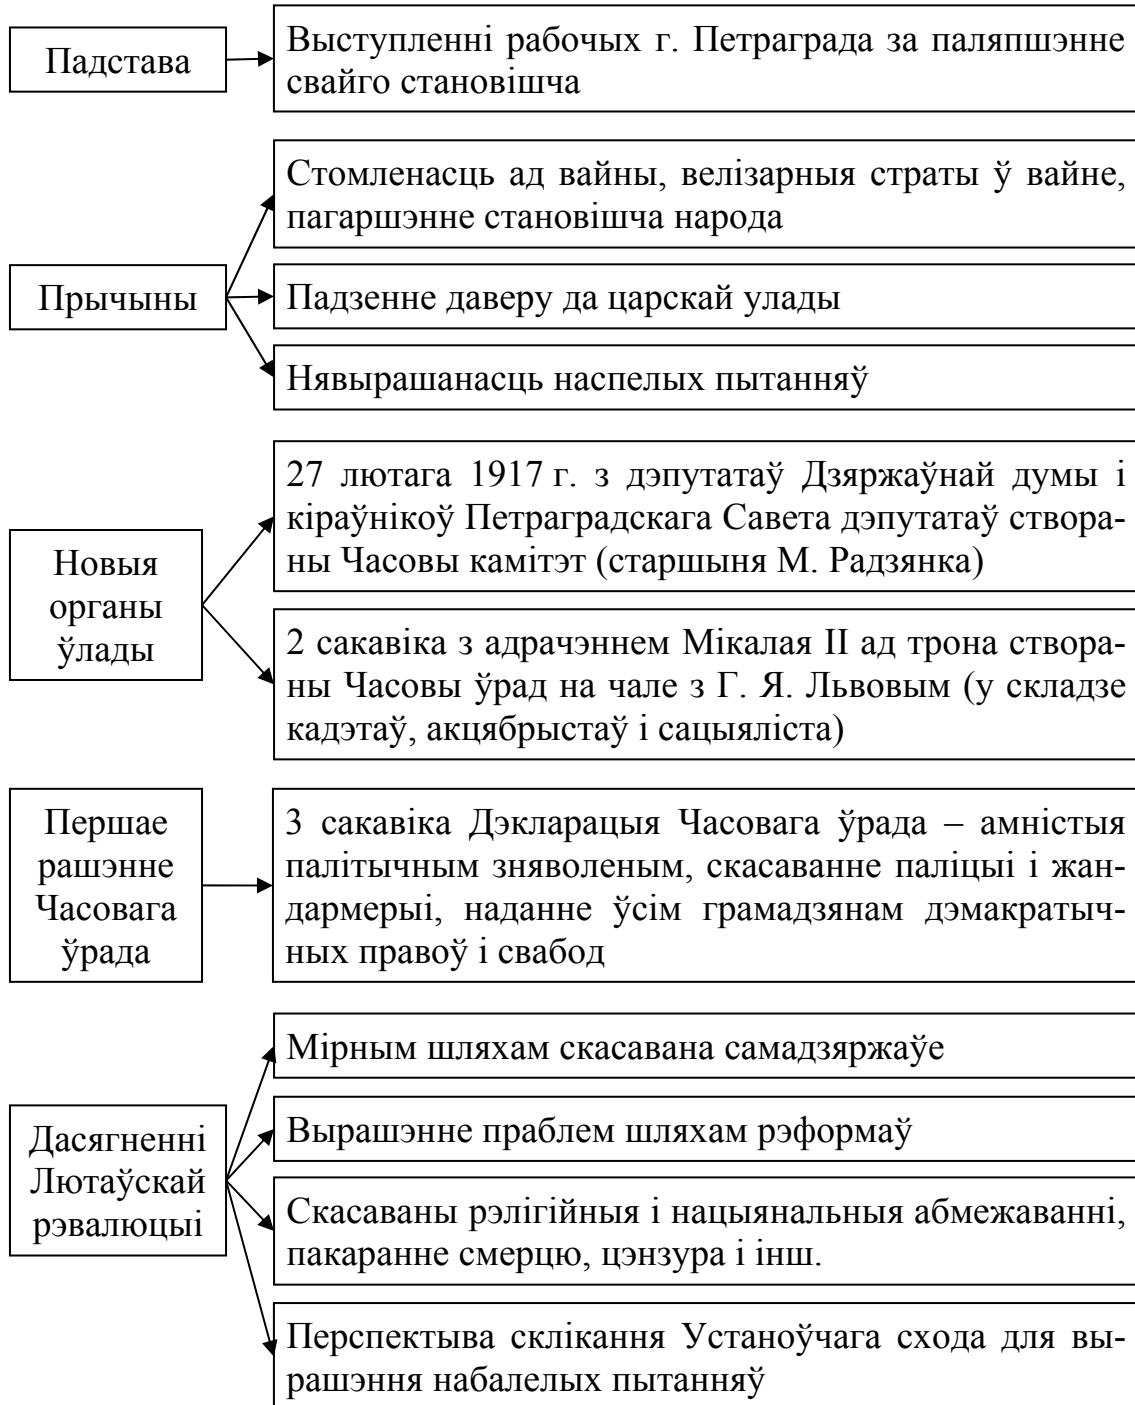 Падстава
Выступленні рабочых г. Петраграда за паляпшэнне
свайго становішча
Прычыны
Стомленасць ад вайны, велізарныя страты ў вайне,
пагаршэнне становішча народа
Падзенне даверу да царскай улады
Нявырашанасць наспелых пытанняў
Новыя
органы
ўлады
27 лютага 1917 г. з дэпутатаў Дзяржаўнай думы і
кіраўнікоў Петраградскага Савета дэпутатаў створа-
ны Часовы камітэт (старшыня М. Радзянка)
2 сакавіка з адрачэннем Мікалая II ад трона створа-
ны Часовы ўрад на чале з Г. Я. Львовым (у складзе
кадэтаў, акцябрыстаў і сацыяліста)
Першае
рашэнне
Часовага
ўрада
3 сакавіка Дэкларацыя Часовага ўрада – амністыя
палітычным зняволеным, скасаванне паліцыі і жан-
дармерыі, наданне ўсім грамадзянам дэмакратыч-
ных правоў і свабод
Дасягненні
Лютаўскай
рэвалюцыі
Мірным шляхам скасавана самадзяржаўе
Вырашэнне праблем шляхам рэформаў
Скасаваны рэлігійныя і нацыянальныя абмежаванні,
пакаранне смерцю, цэнзура і інш.
Перспектыва склікання Устаноўчага схода для вы-
рашэння набалелых пытанняў